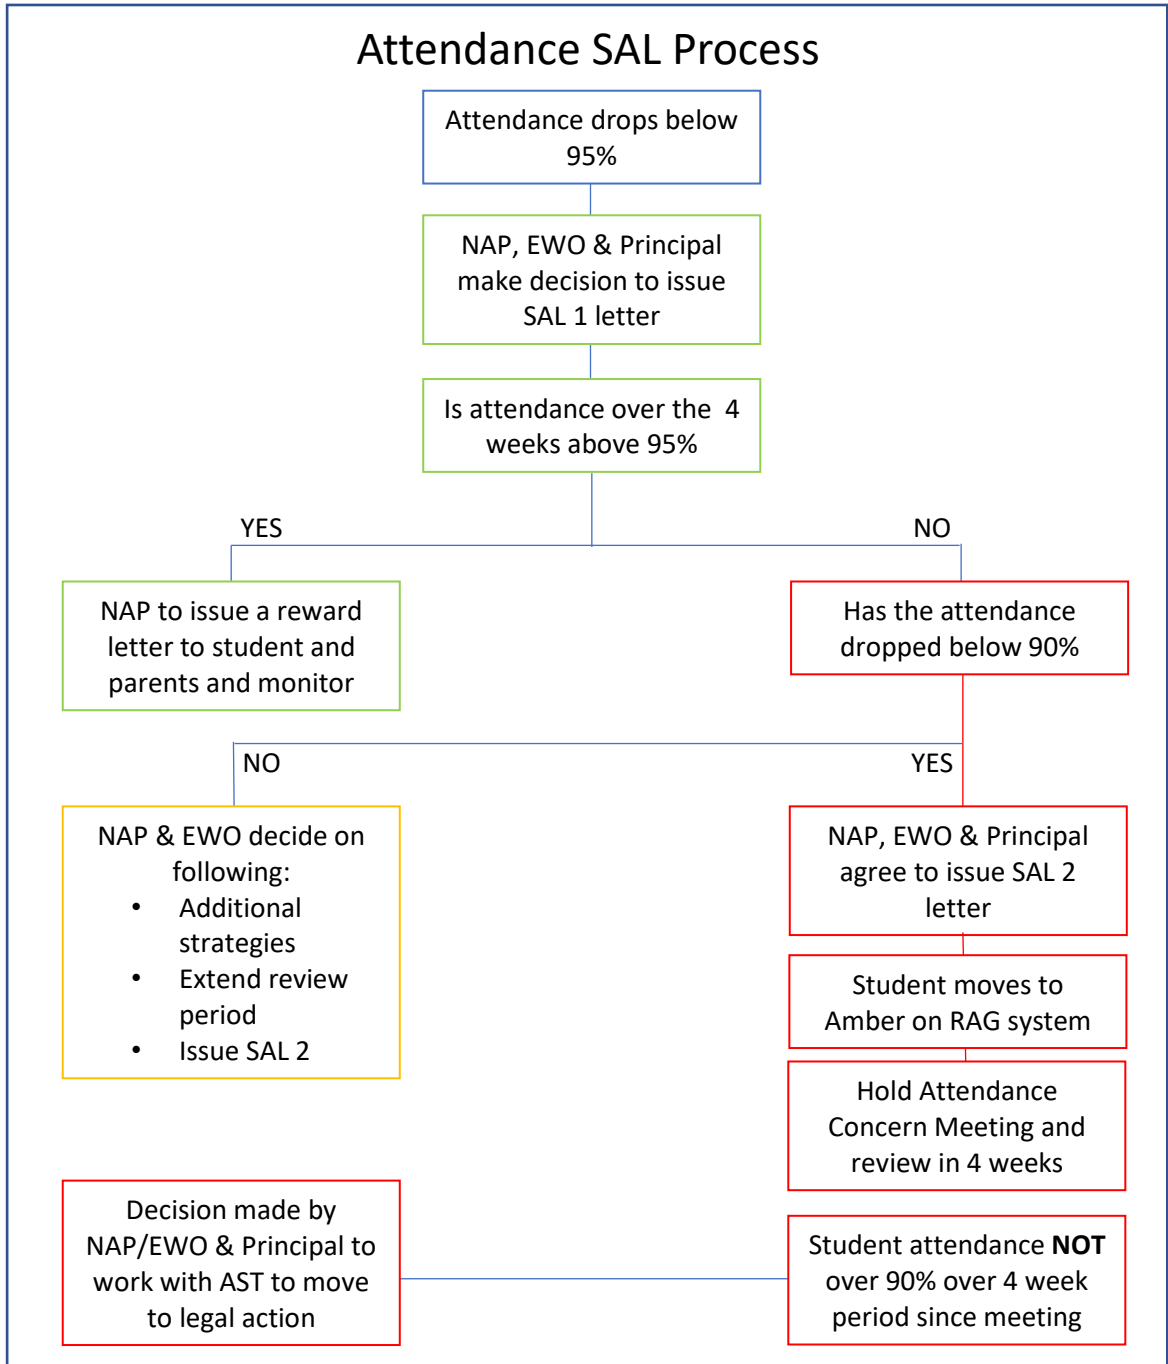 Attendance SAL Process
Attendance drops below
95%
NAP, EWO & Principal
make decision to issue
SAL 1 letter
Is attendance over the 4
weeks above 95%
YES
NO
NAP to issue a reward
letter to student and
parents and monitor
Has the attendance
dropped below 90%
NO
YES
NAP & EWO decide on
following:
• Additional
strategies
• Extend review
period
• Issue SAL 2
NAP, EWO & Principal
agree to issue SAL 2
letter
Student moves to
Amber on RAG system
Hold Attendance
Concern Meeting and
review in 4 weeks
Student attendance NOT
over 90% over 4 week
period since meeting
Decision made by
NAP/EWO & Principal to
work with AST to move
to legal action